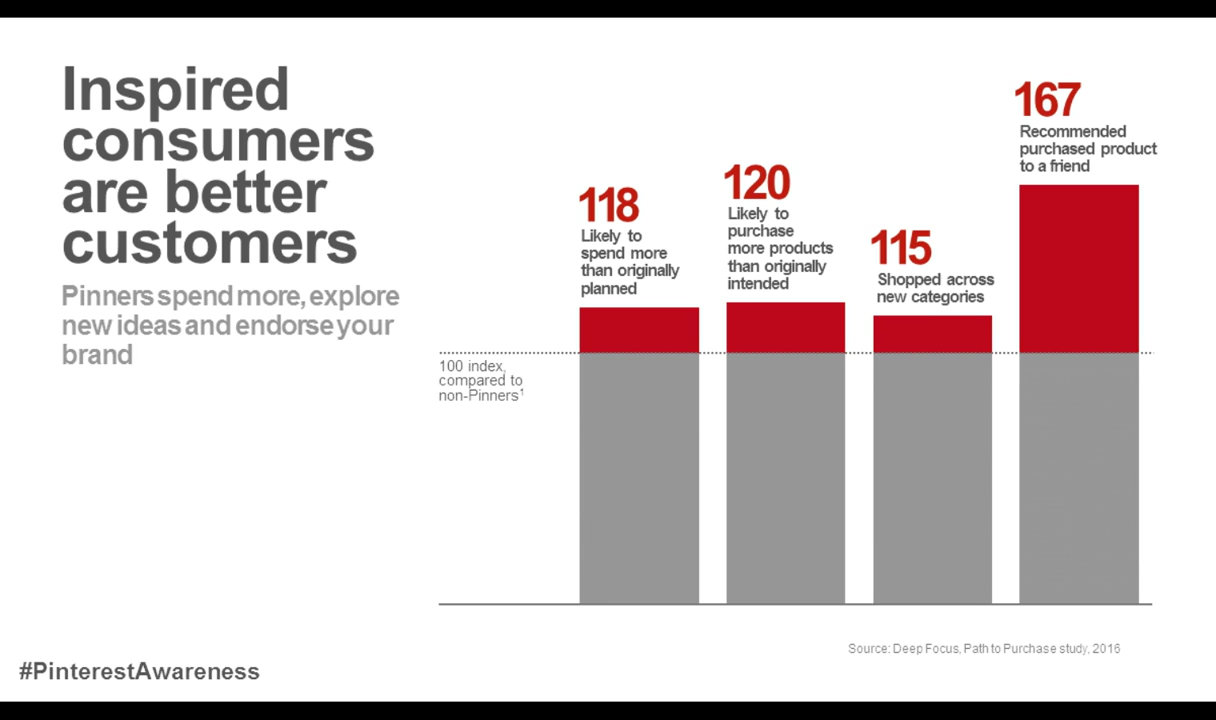 Inspired
consumers
are better
customers
Pinners spend more, explore
new ideas and endorse your
brand
118
Likely to
spend more
than originally
planned
120
Likely to
purchase
more products
than originally
intended
115
Shopped across
new categories
167
Recommended
purchased product
to a friend
100 index,
compared to
non-Pinners¹
Source: Deep Focus, Path to Purchase study, 2016
#PinterestAwareness